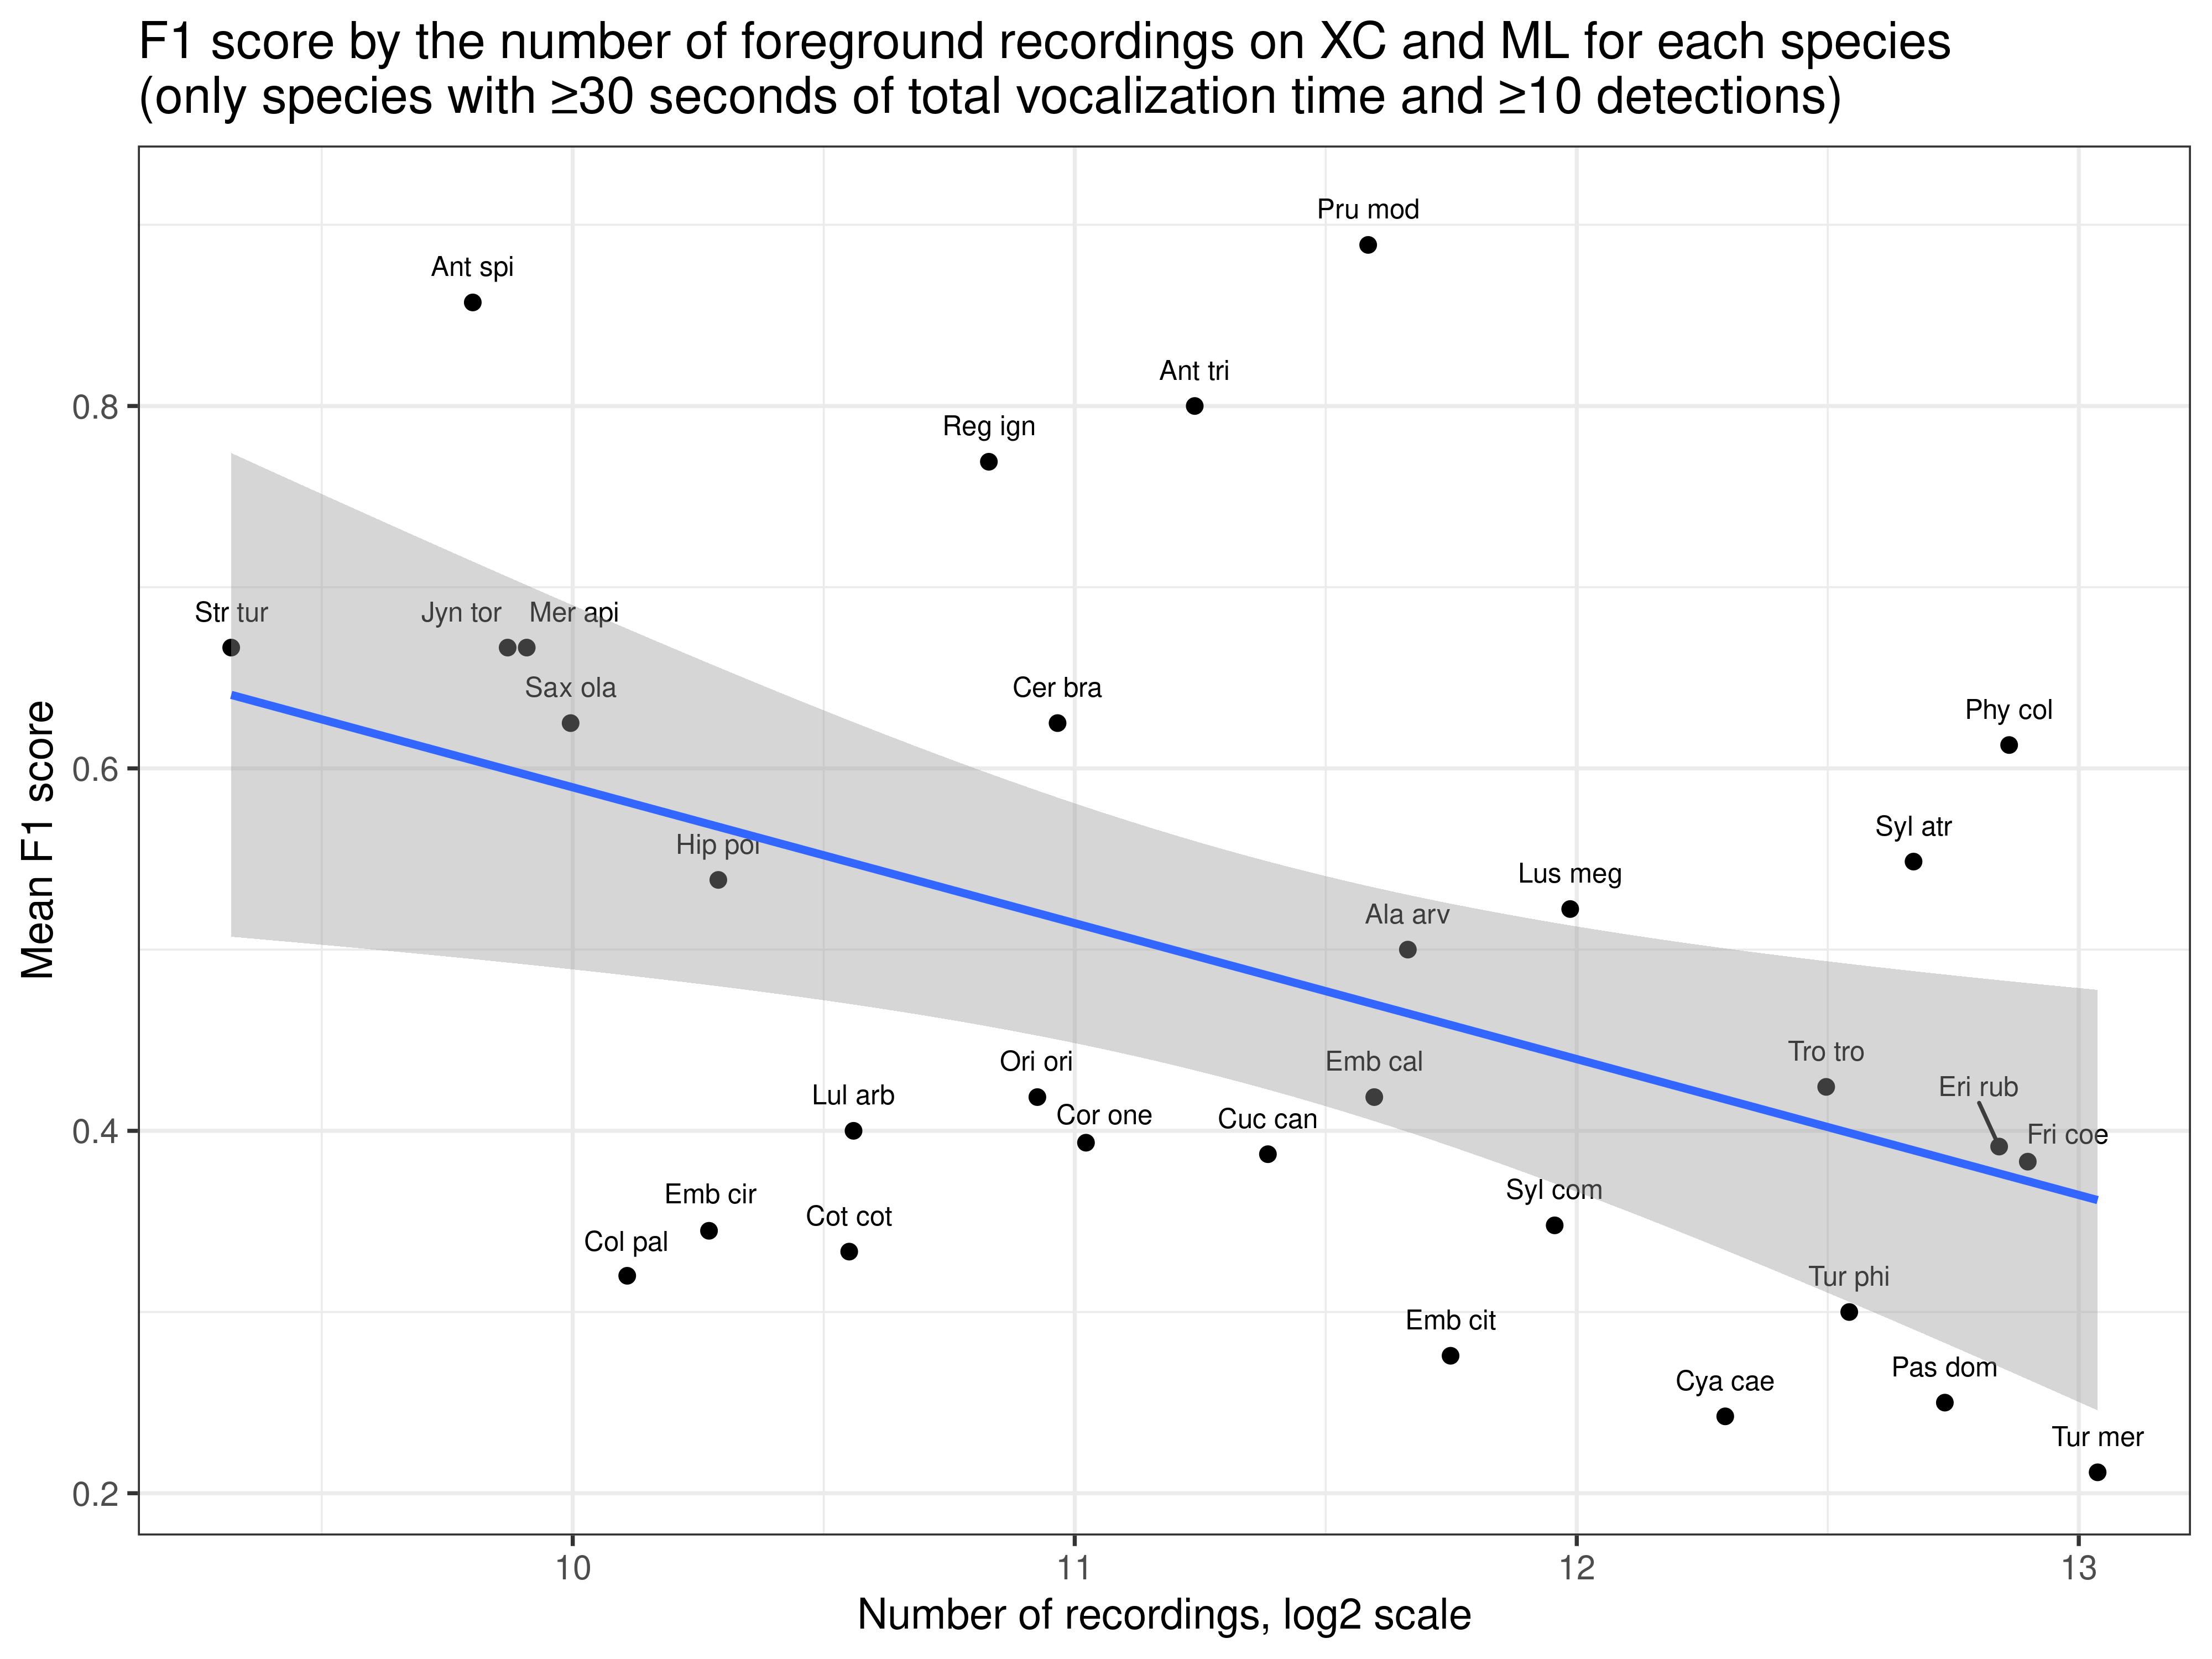 F1 score by the number of foreground recordings on XC and ML for each species
(only species with ≥30 seconds of total vocalization time and ≥10 detections)
Pru mod
Ant spi
Ant tri
Reg ign
Str tur
Jyn tor
Mer api
Sax ola
Cer bra
Phy col
Hip pol
Syl atr
Lus meg
Ala arv
Ori ori
Emb cal
Tro tro
Lul arb
Cor one
Cuc can
Eri rub
Fri coe
Emb cir
Cot cot
Syl com
Col pal
Tur phi
Emb cit
Cya cae
Pas dom
Tur mer
0.8
0.6
0.4
0.2
Mean F1 score
10
11
12
13
Number of recordings, log2 scale